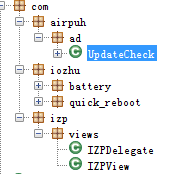 com
airpuh
ad
UpdateCheck
iozhu
battery
quick_reboot
izp
views
IZPDelegate
IZPView